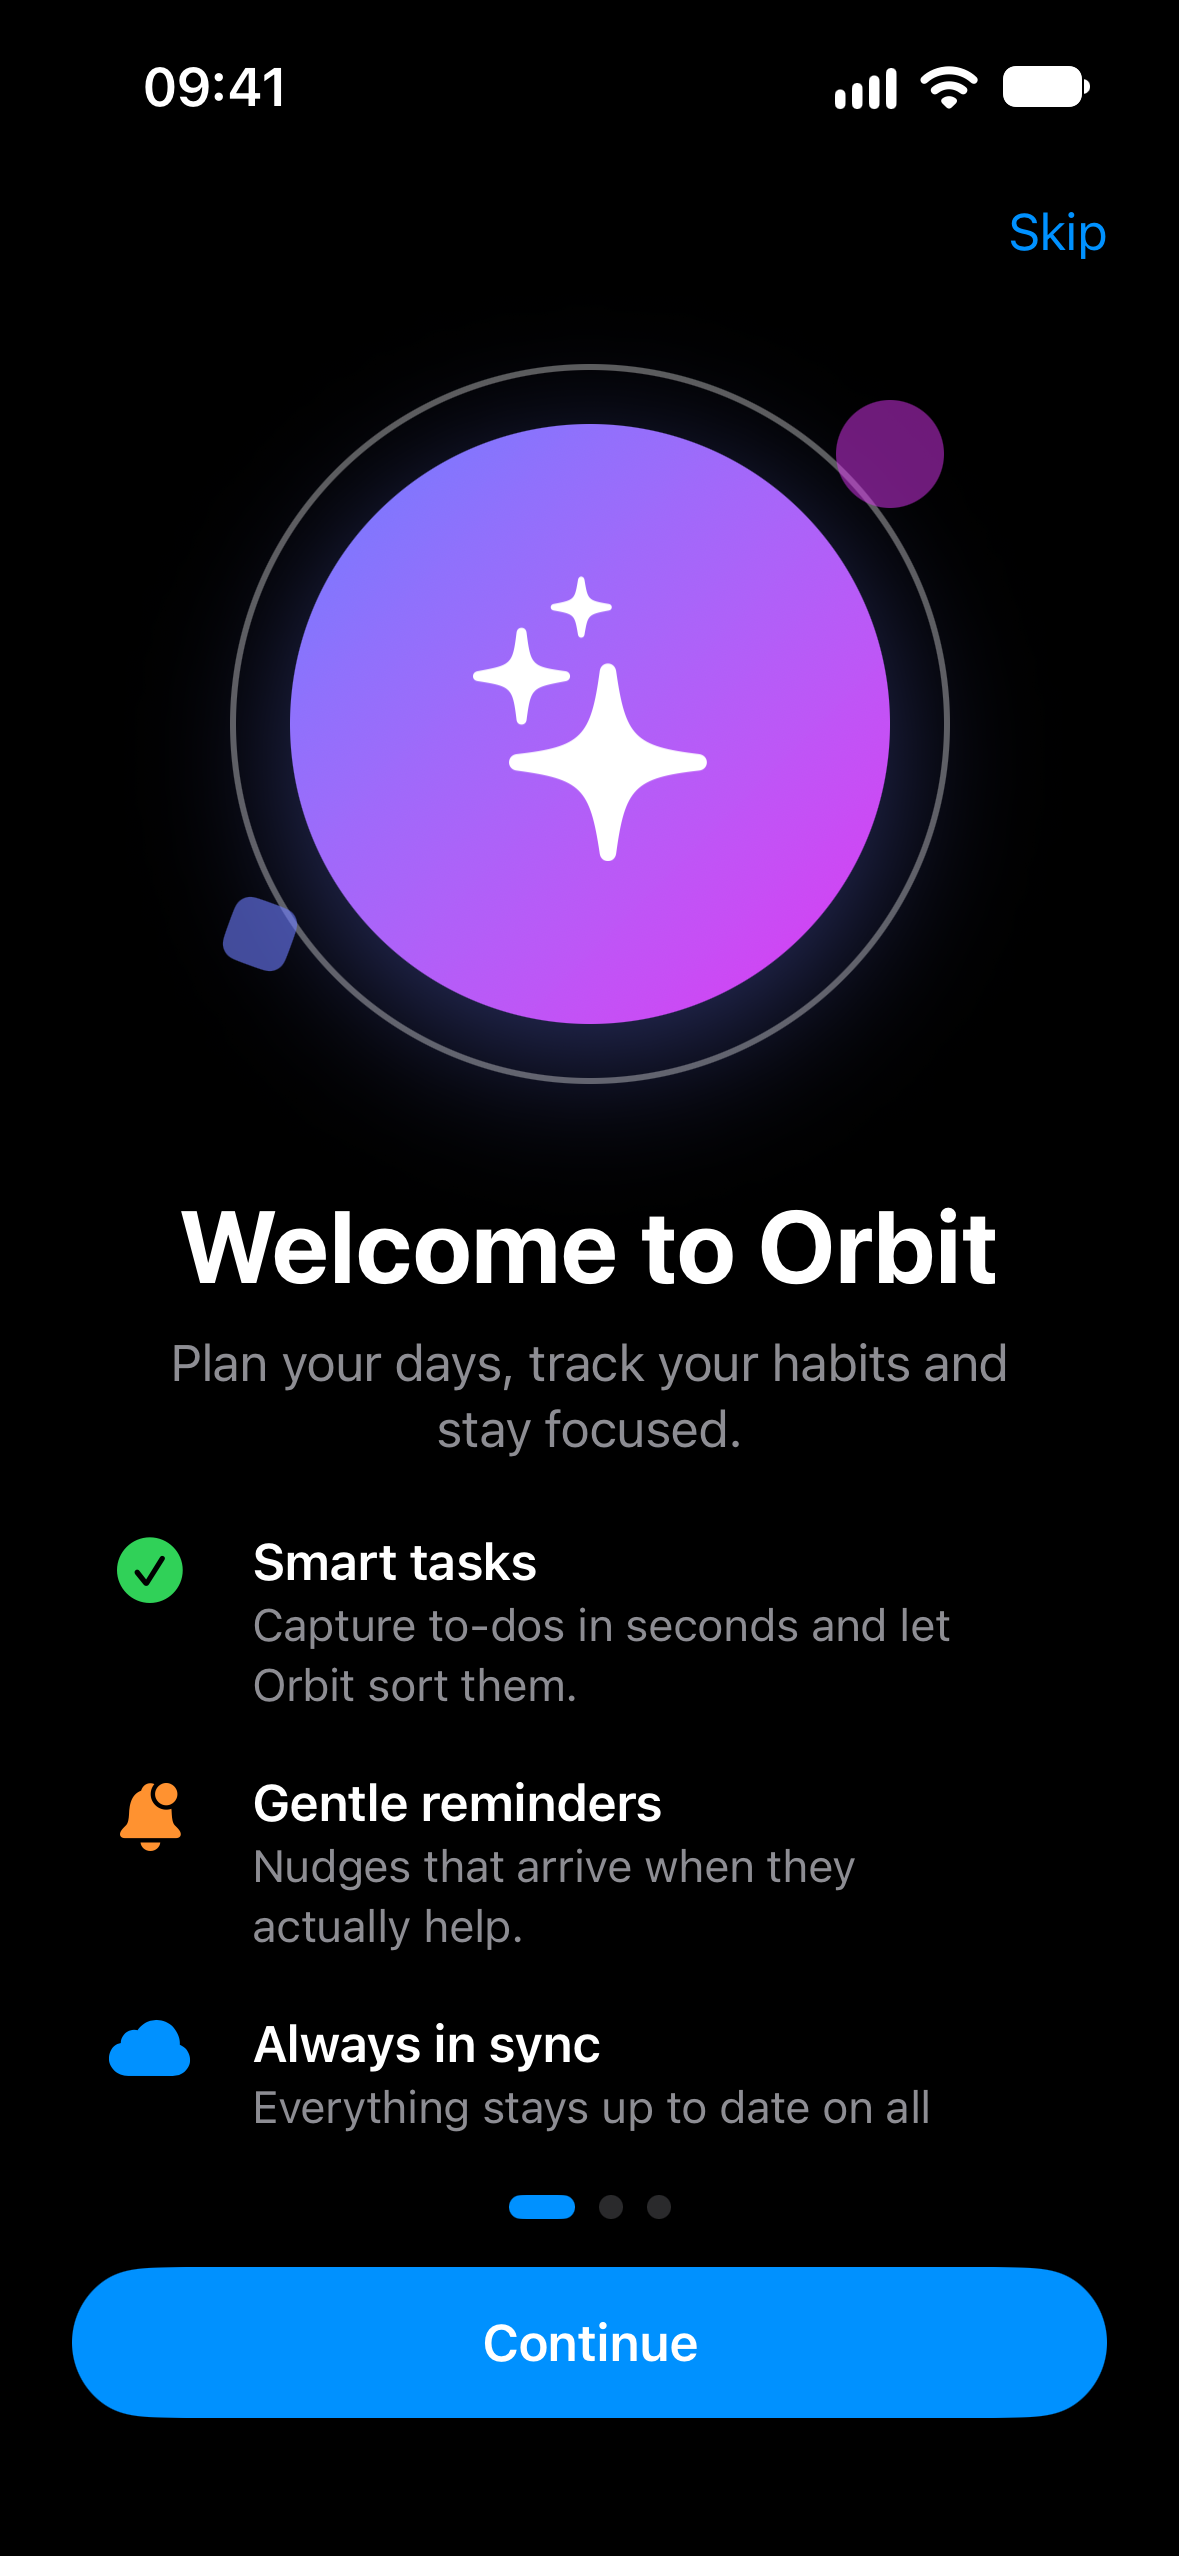 09:41
Skip
Welcome to Orbit
Plan your days, track your habits and
stay focused.
Smart tasks
Capture to-dos in seconds and let
Orbit sort them.
Gentle reminders
Nudges that arrive when they
actually help.
Always in sync
Everything stays up to date on all
Continue